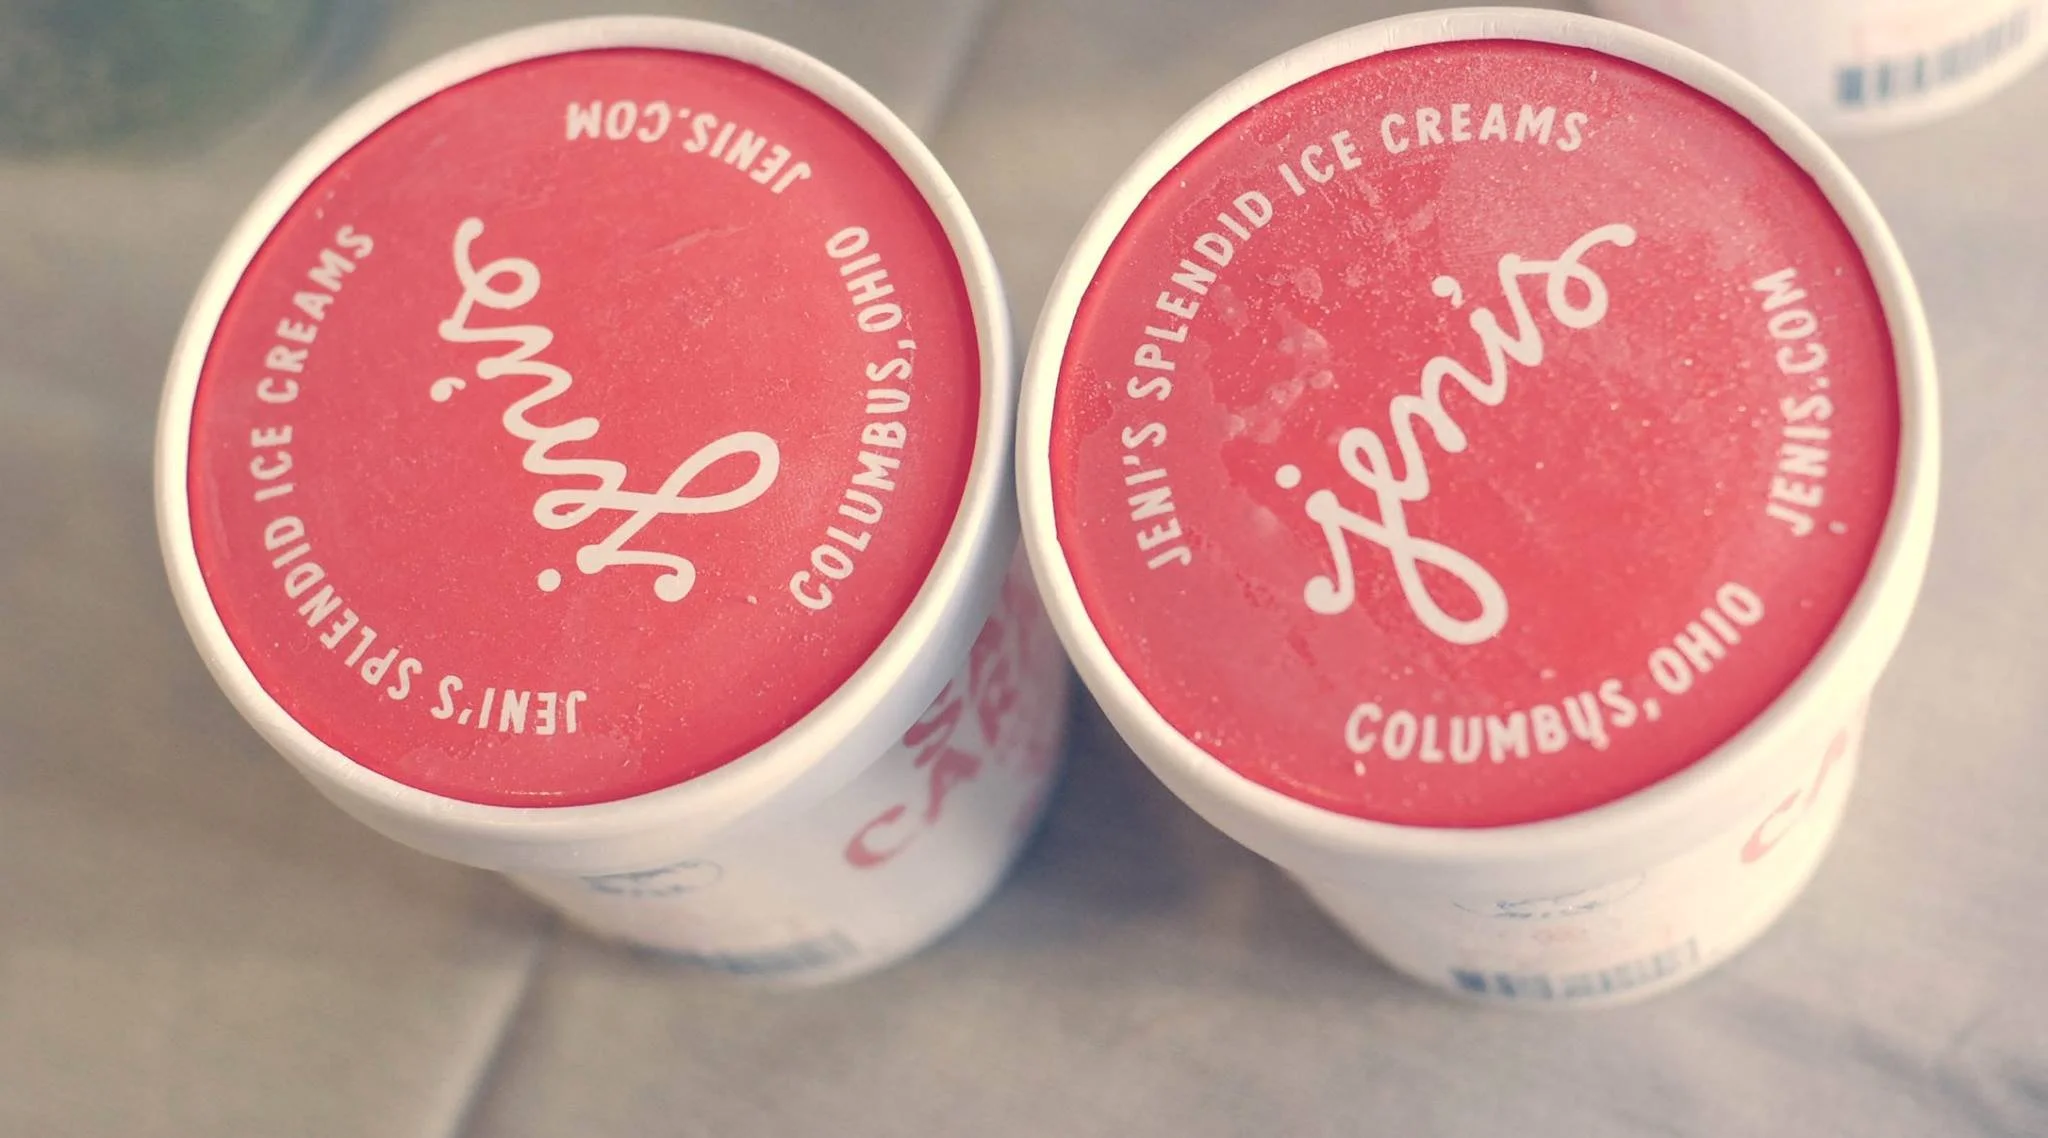 JENI'S SPLENDID ICE CREAMS
JENIS.COM
COLUMBUS, OHIO
jeni's
JENI'S SPLENDID ICE CREAMS
JENIS.COM
COLUMBUS, OHIO
jeni's